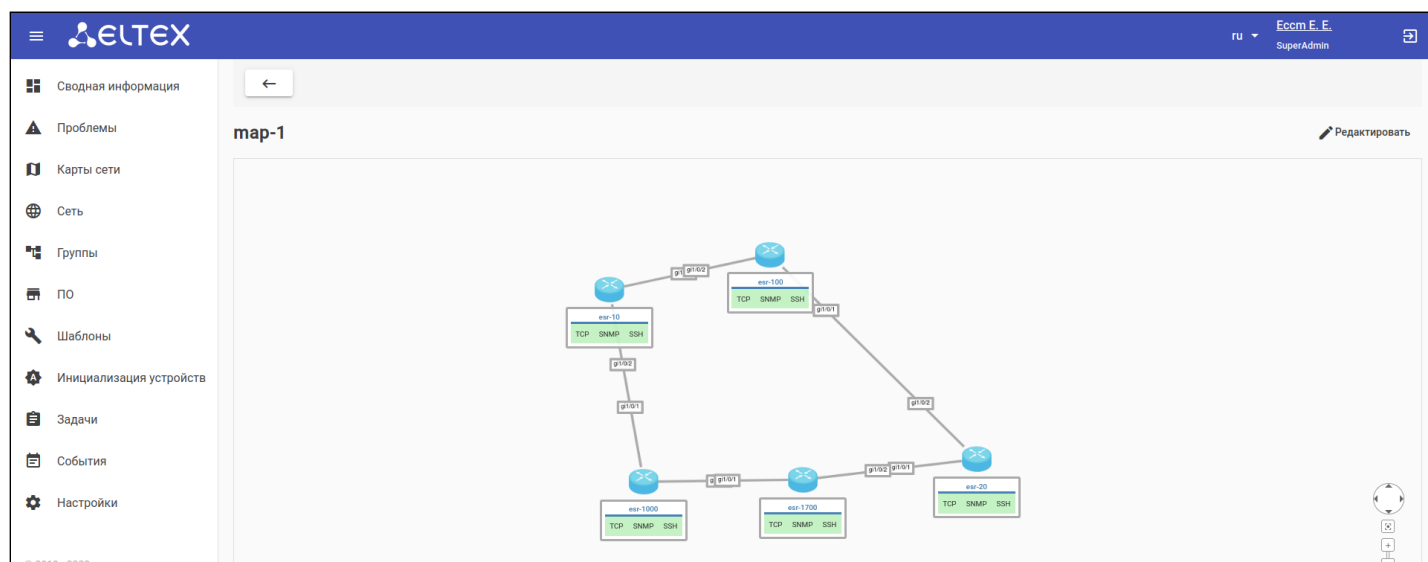 ELTEX
ru
Eccm E. E.
SuperAdmin
Сводная информация
Проблемы
Карты сети
Сеть
Группы
ПО
Шаблоны
Инициализация устройств
Задачи
События
Настройки
map-1
Редактировать
gi1/0/2
esr-100
TCP SNMP SSH
gi1/0/1
esr-10
TCP SNMP SSH
gi1/0/2
gi1/0/1
gi1/0/2
gi1/0/1
gi1/0/2
gi1/0/1
esr-20
TCP SNMP SSH
esr-1000
TCP SNMP SSH
esr-1700
TCP SNMP SSH